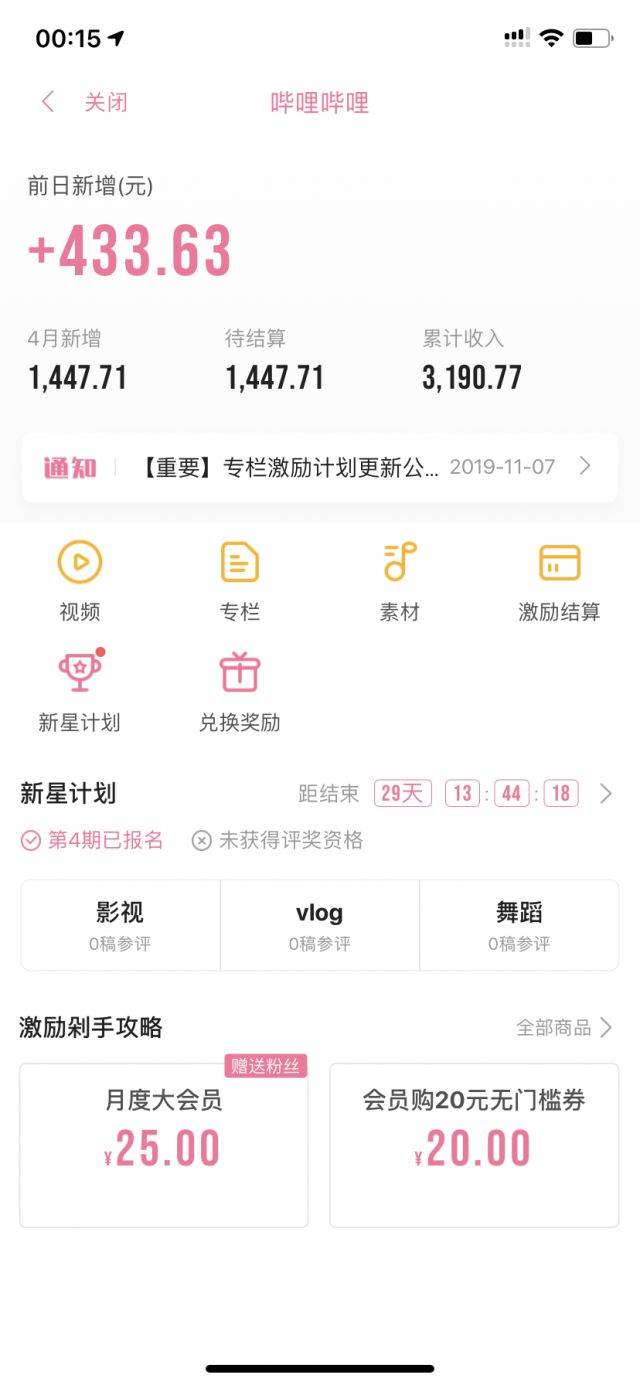 00:15
关闭 哔哩哔哩
前日新增(元)
+433.63
4月新增 待结算 累计收入
1,447.71 1,447.71 3,190.77
通知 【重要】专栏激励计划更新公... 2019-11-07
视频 专栏 素材 激励结算
新星计划 兑换奖励
新星计划 距结束 29天 13 : 44 : 18
第4期已报名 未获得评奖资格
影视 vlog 舞蹈
0稿参评 0稿参评 0稿参评
激励剁手攻略 全部商品
赠送粉丝
月度大会员 会员购20元无门槛券
¥25.00 ¥20.00